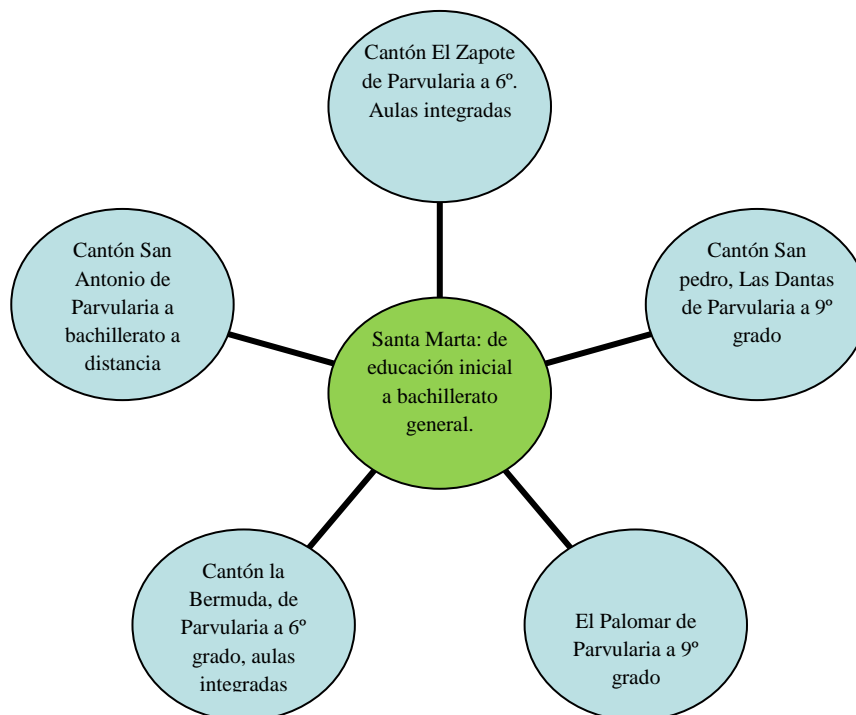 Cantón El Zapote
de Parvularia a 6º.
Aulas integradas
Cantón San
Antonio de
Parvularia a
bachillerato a
distancia
Cantón San
pedro, Las Dantas
de Parvularia a 9º
grado
Santa Marta: de
educación inicial
a bachillerato
general.
Cantón la
Bermuda, de
Parvularia a 6º
grado, aulas
integradas
El Palomar de
Parvularia a 9º
grado